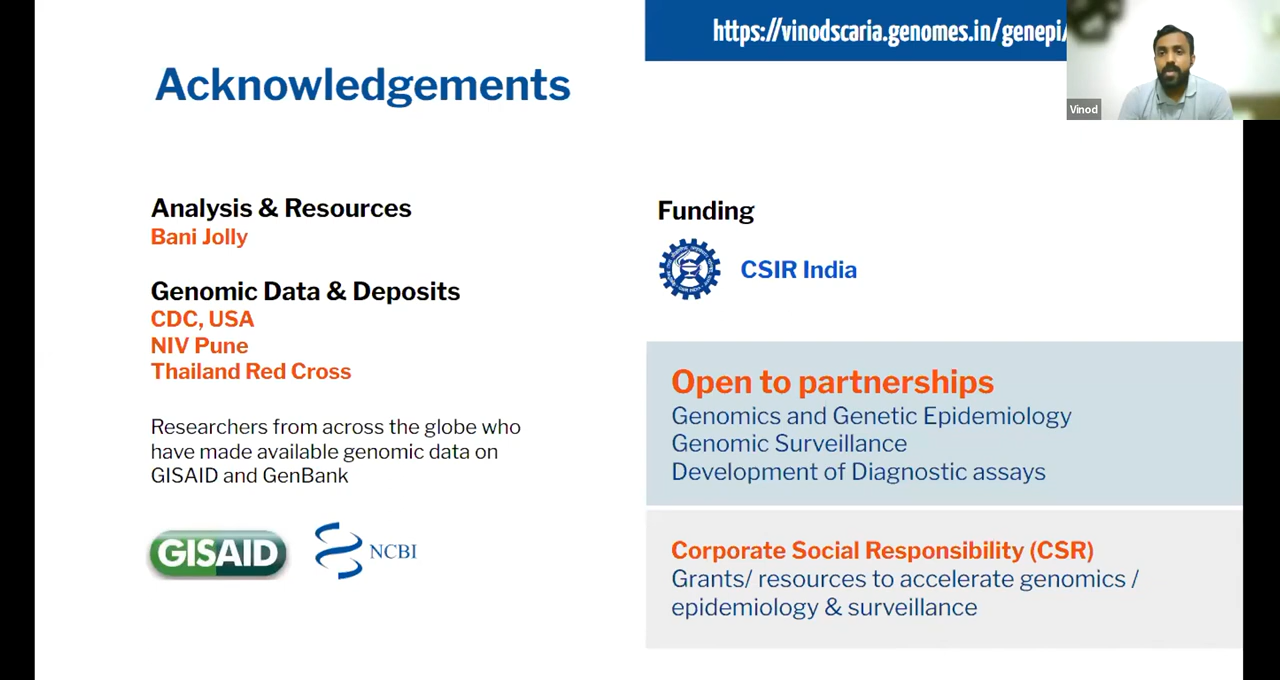 https://vinodscaria.genomes.in/genepi/
Vinod
Acknowledgements
Analysis & Resources
Bani Jolly
Genomic Data & Deposits
CDC, USA
NIV Pune
Thailand Red Cross
Researchers from across the globe who
have made available genomic data on
GISAID and GenBank
GISAID
NCBI
Funding
CSIR India
Open to partnerships
Genomics and Genetic Epidemiology
Genomic Surveillance
Development of Diagnostic assays
Corporate Social Responsibility (CSR)
Grants/ resources to accelerate genomics /
epidemiology & surveillance